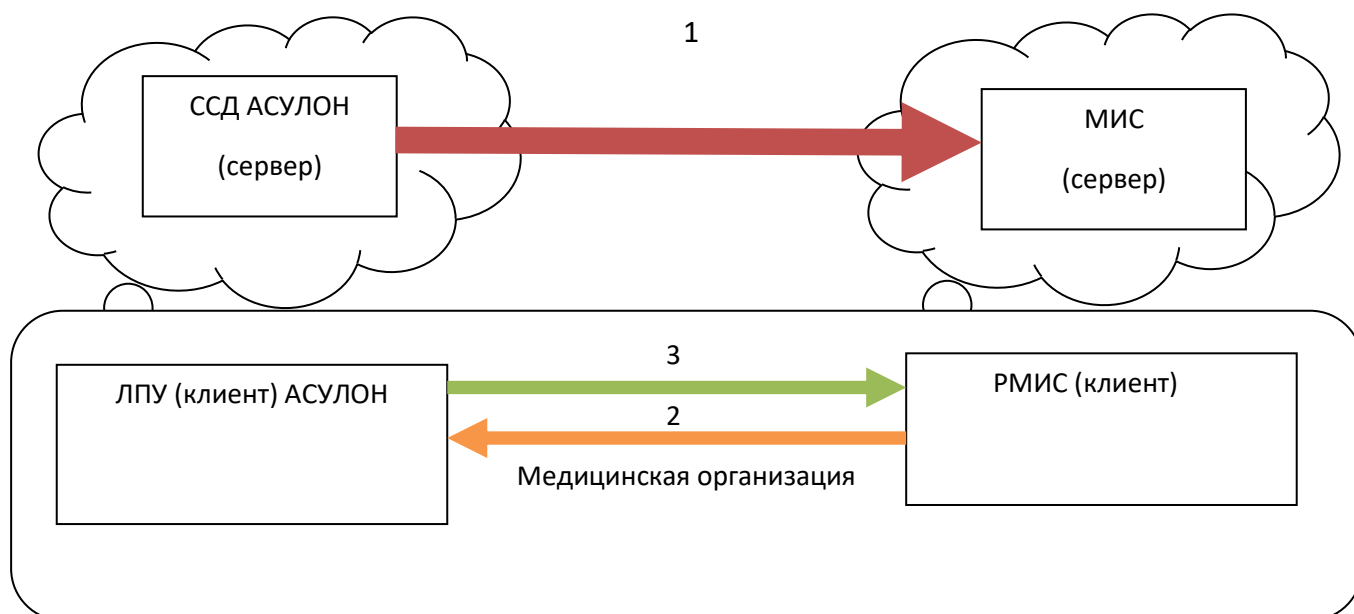 1
ССД АСУЛОН
(сервер)
МИС
(сервер)
3
ЛПУ (клиент) АСУЛОН
РМИС (клиент)
2
Медицинская организация